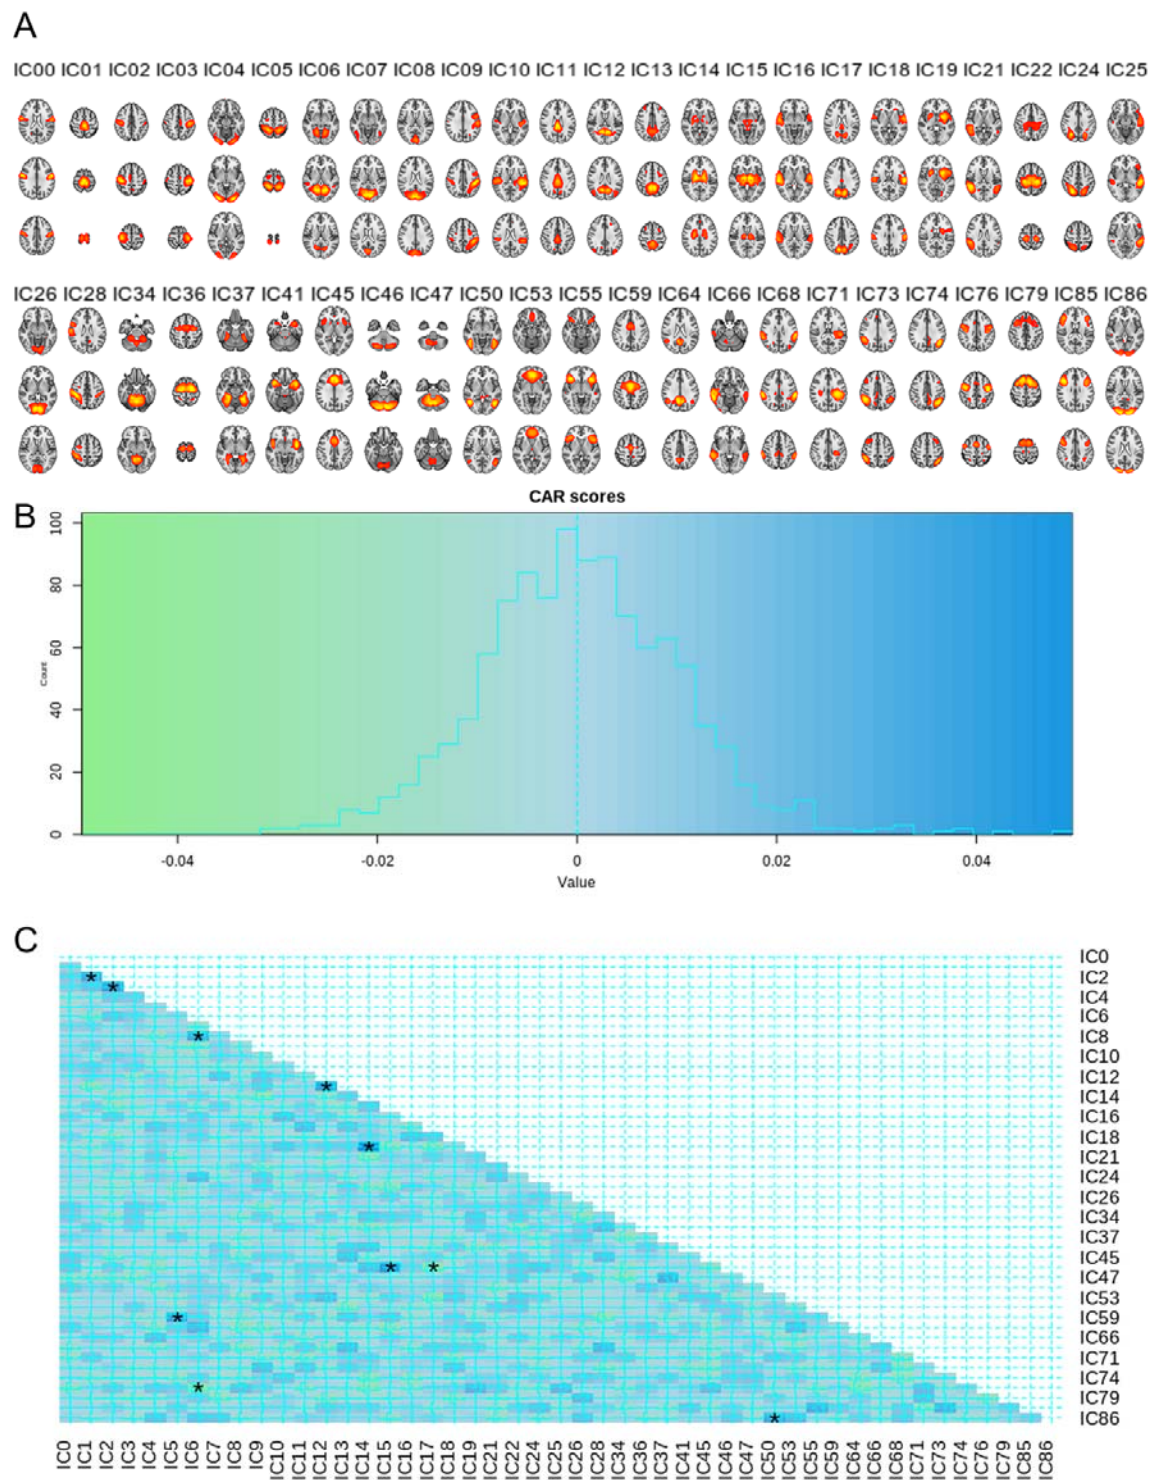 A
IC00 IC01 IC02 IC03 IC04 IC05 IC06 IC07 IC08 IC09 IC10 IC11 IC12 IC13 IC14 IC15 IC16 IC17 IC18 IC19 IC21 IC22 IC24 IC25
IC26 IC28 IC34 IC36 IC37 IC41 IC45 IC46 IC47 IC50 IC53 IC55 IC59 IC64 IC66 IC68 IC71 IC73 IC74 IC76 IC79 IC85 IC86
CAR scores
B
100
80
60
40
20
0
Count
-0.04 -0.02 0 0.02 0.04
Value
C
IC0
IC2
IC4
IC6
IC8
IC10
IC12
IC14
IC16
IC18
IC21
IC24
IC26
IC34
IC37
IC45
IC47
IC53
IC59
IC66
IC71
IC74
IC79
IC86
IC0 IC1 IC2 IC3 IC4 IC5 IC6 IC7 IC8 IC9 IC10 IC11 IC12 IC13 IC14 IC15 IC16 IC17 IC18 IC19 IC21 IC22 IC24 IC25 IC26 IC28 IC34 IC36 IC37 IC41 IC45 IC46 IC47 IC50 IC53 IC55 IC59 IC64 IC66 IC68 IC71 IC73 IC74 IC76 IC79 IC85 IC86